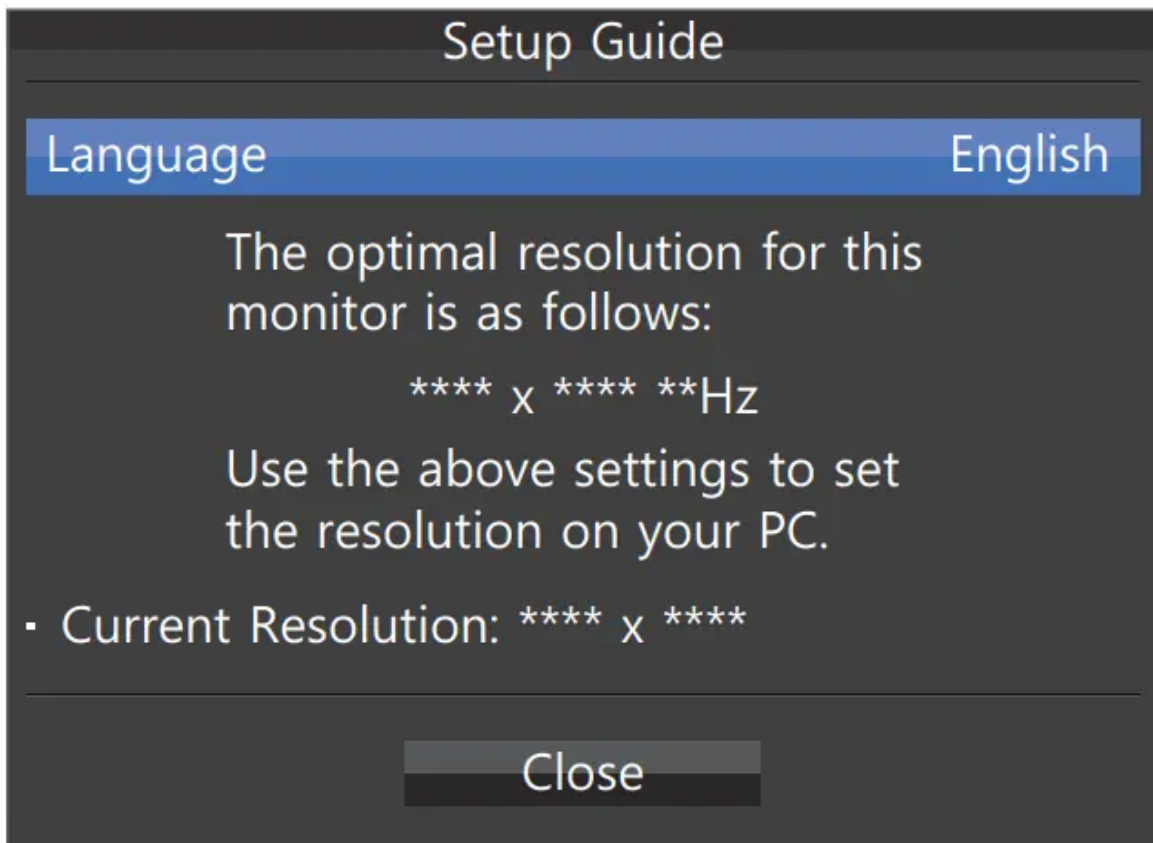 Setup Guide
Language English
The optimal resolution for this
monitor is as follows:
**** x **** **Hz
Use the above settings to set
the resolution on your PC.
Current Resolution: **** x ****
Close